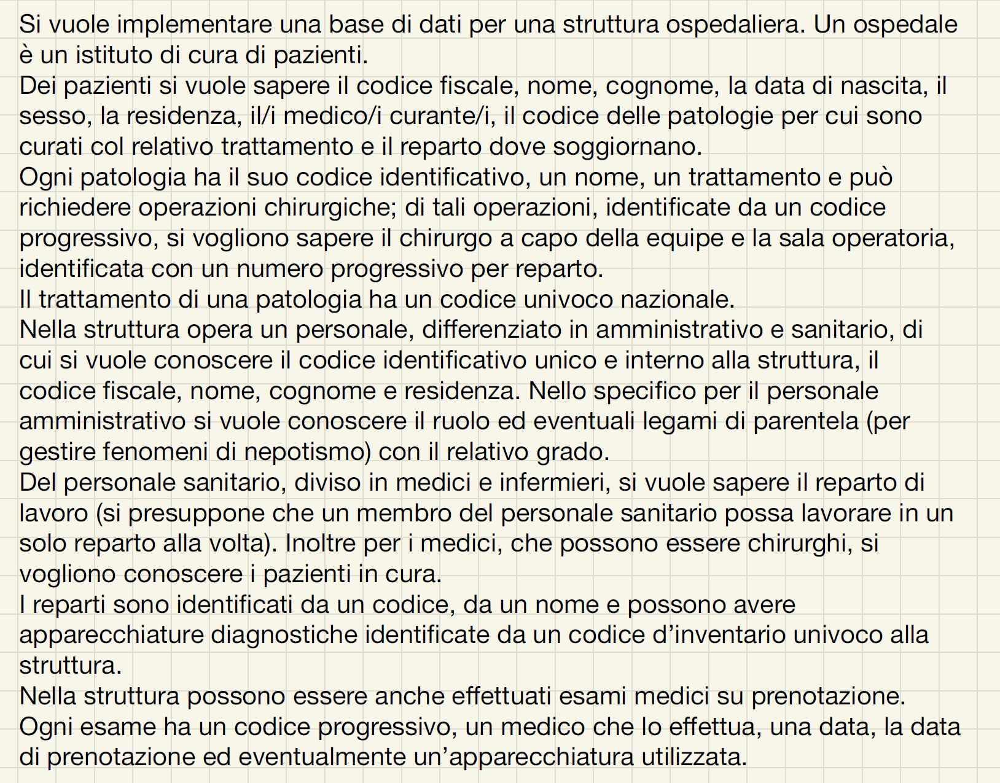 Si vuole implementare una base di dati per una struttura ospedaliera. Un ospedale
è un istituto di cura di pazienti.
Dei pazienti si vuole sapere il codice fiscale, nome, cognome, la data di nascita, il
sesso, la residenza, il/i medico/i curante/i, il codice delle patologie per cui sono
curati col relativo trattamento e il reparto dove soggiornano.
Ogni patologia ha il suo codice identificativo, un nome, un trattamento e può
richiedere operazioni chirurgiche; di tali operazioni, identificate da un codice
progressivo, si vogliono sapere il chirurgo a capo della equipe e la sala operatoria,
identificata con un numero progressivo per reparto.
Il trattamento di una patologia ha un codice univoco nazionale.
Nella struttura opera un personale, differenziato in amministrativo e sanitario, di
cui si vuole conoscere il codice identificativo unico e interno alla struttura, il
codice fiscale, nome, cognome e residenza. Nello specifico per il personale
amministrativo si vuole conoscere il ruolo ed eventuali legami di parentela (per
gestire fenomeni di nepotismo) con il relativo grado.
Del personale sanitario, diviso in medici e infermieri, si vuole sapere il reparto di
lavoro (si presuppone che un membro del personale sanitario possa lavorare in un
solo reparto alla volta). Inoltre per i medici, che possono essere chirurghi, si
vogliono conoscere i pazienti in cura.
I reparti sono identificati da un codice, da un nome e possono avere
apparecchiature diagnostiche identificate da un codice d’inventario univoco alla
struttura.
Nella struttura possono essere anche effettuati esami medici su prenotazione.
Ogni esame ha un codice progressivo, un medico che lo effettua, una data, la data
di prenotazione ed eventualmente un’apparecchiatura utilizzata.